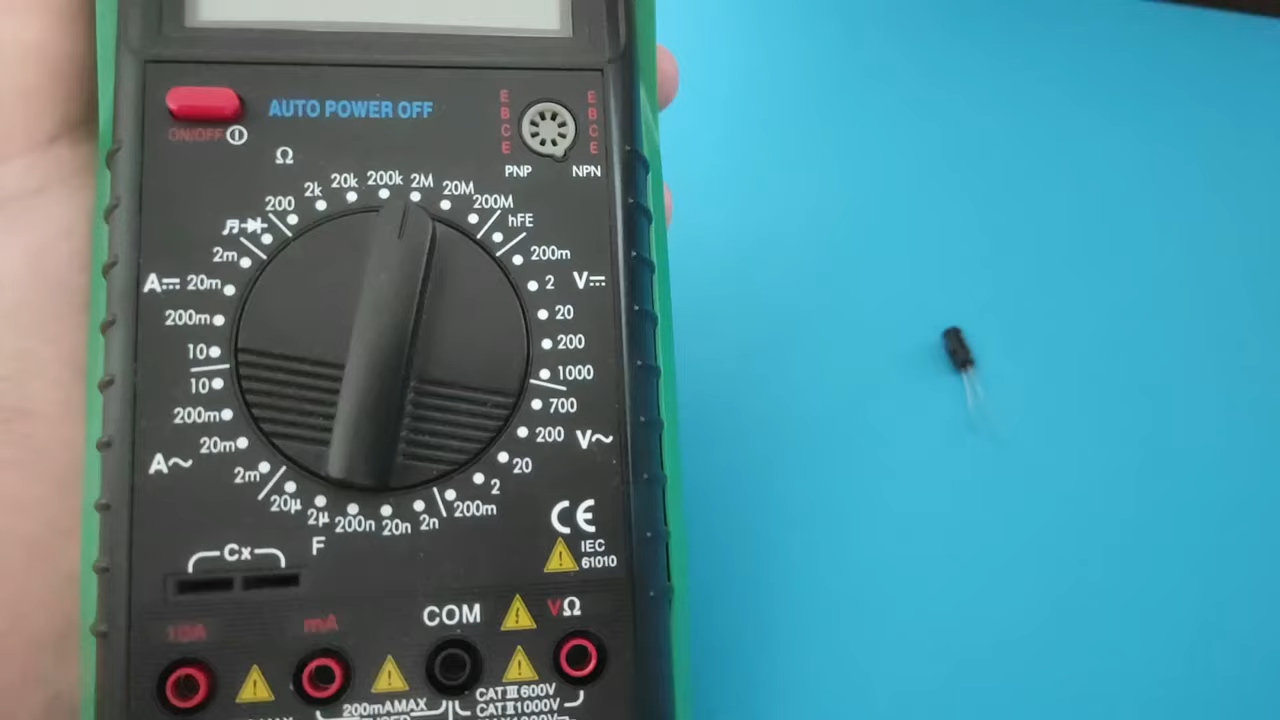 AUTO POWER OFF
ON/OFF
E
B
C
E
PNP
E
B
C
E
NPN
Ω
200
2k
20k
200k
2M
20M
200M
hFE
200m
2
20
200
1000
V
700
200
20
2
200m
V~
2m
20m
200m
10
A
10
200m
20m
2m
A~
20µ
2µ
200n
20n
2n
F
Cx
CE
IEC
61010
10A
mA
COM
VΩ
200mAMAX
CAT III 600V
CAT II 1000V